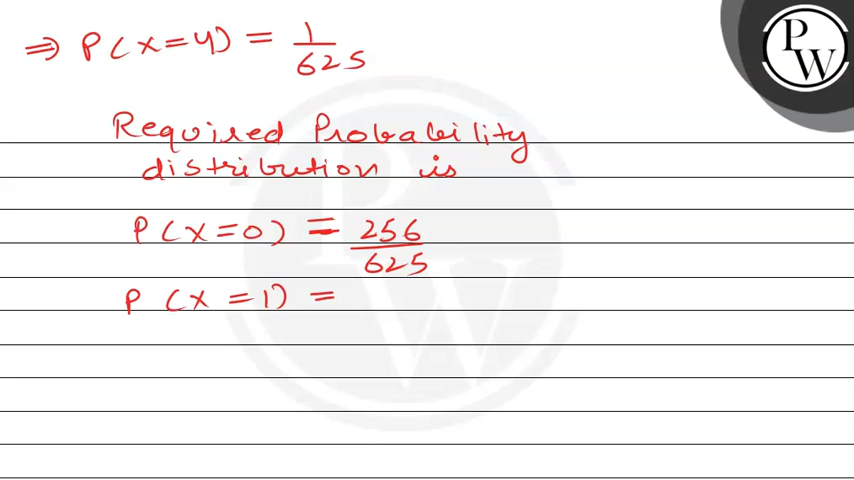 ⇒ P(x=4) = 1/625
Required Probability
distribution is
P(x=0) = 256/625
P(x=1) =
P
W